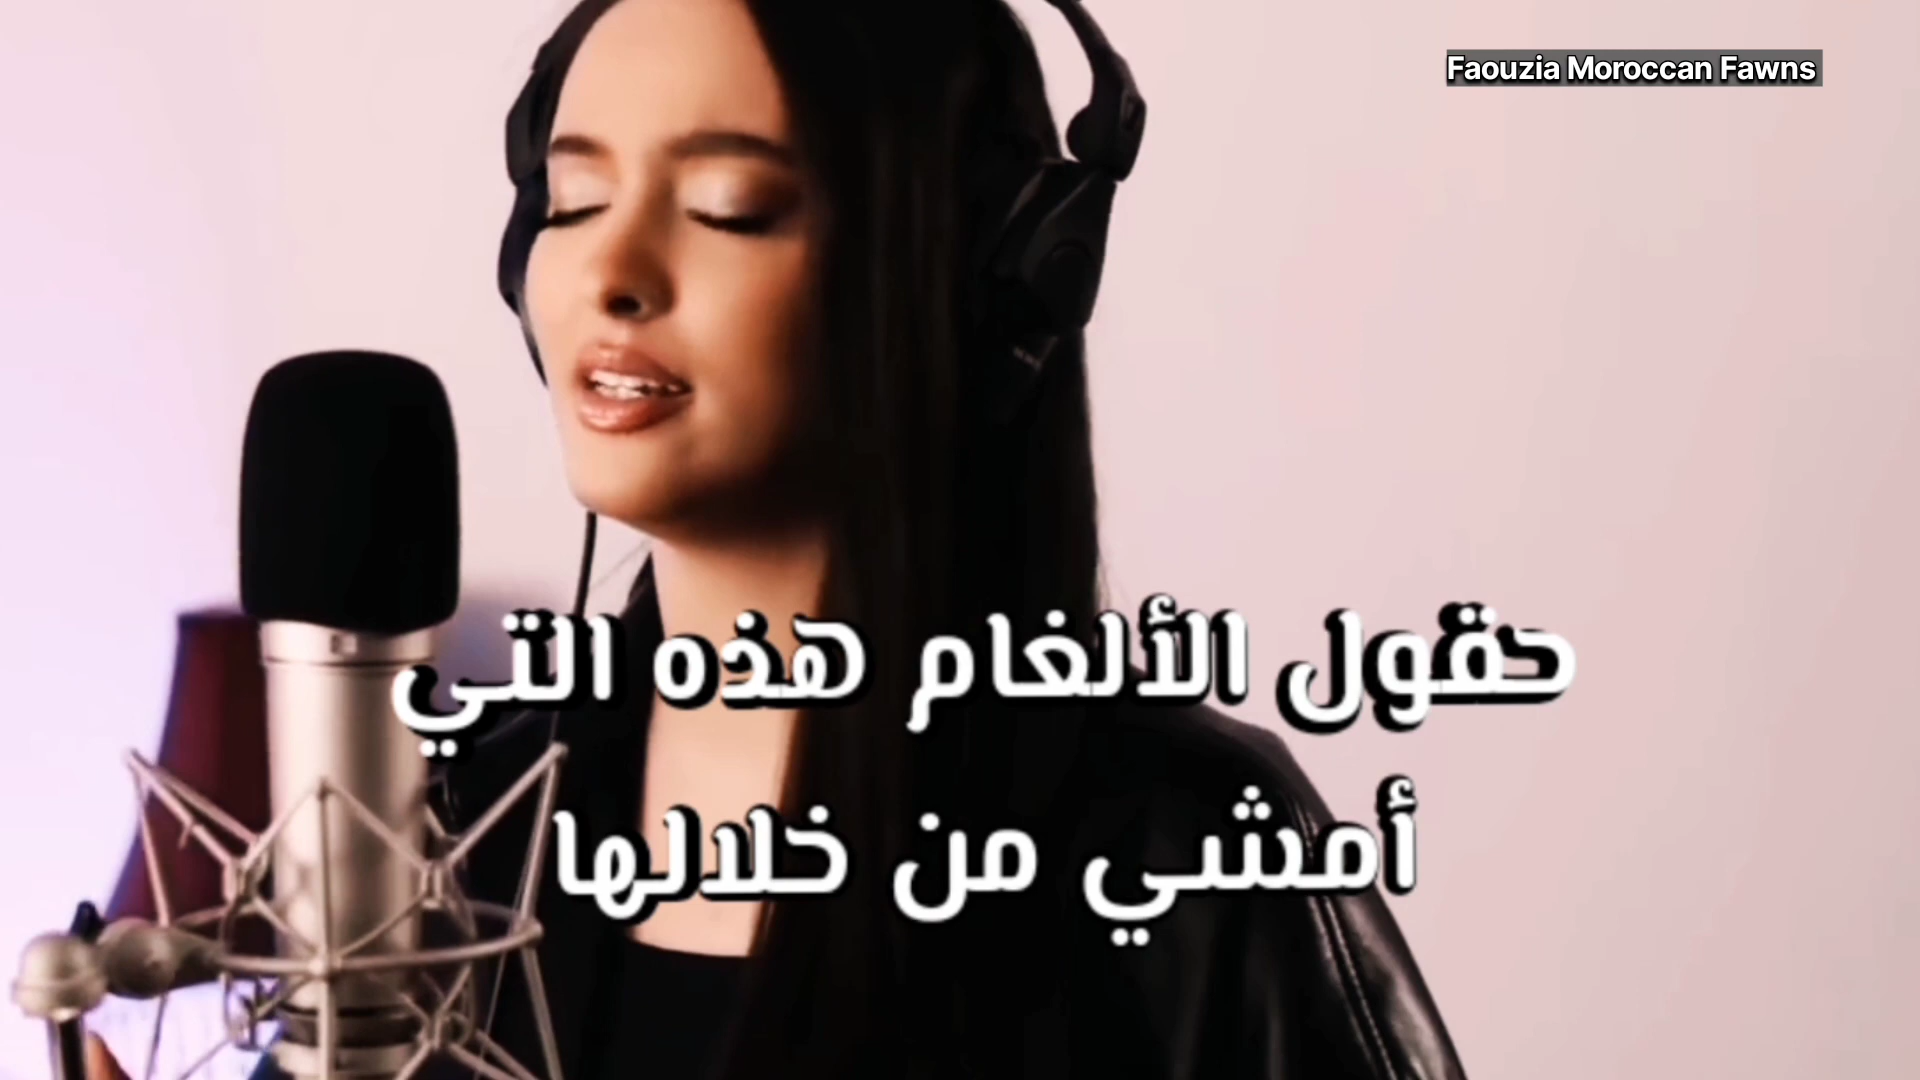 Faouzia Moroccan Fawns
حقول الألغام هذه التي
أمشي من خلالها